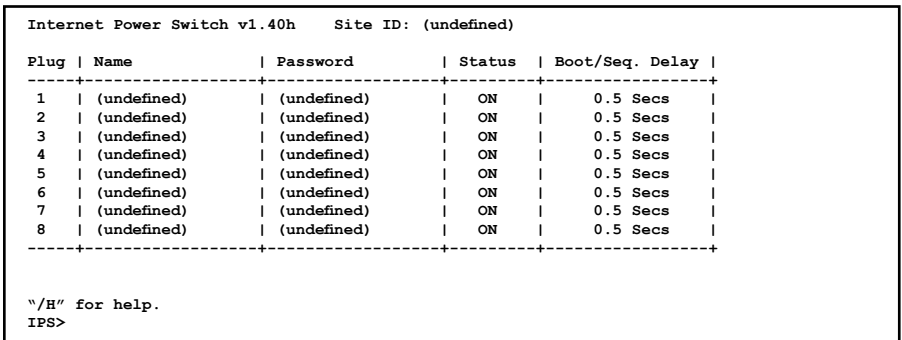 Internet Power Switch v1.40h    Site ID: (undefined)
Plug | Name              | Password          | Status  | Boot/Seq. Delay |
-----+-------------------+-------------------+---------+-----------------+
1   | (undefined)       | (undefined)       |   ON    |     0.5 Secs    |
2   | (undefined)       | (undefined)       |   ON    |     0.5 Secs    |
3   | (undefined)       | (undefined)       |   ON    |     0.5 Secs    |
4   | (undefined)       | (undefined)       |   ON    |     0.5 Secs    |
5   | (undefined)       | (undefined)       |   ON    |     0.5 Secs    |
6   | (undefined)       | (undefined)       |   ON    |     0.5 Secs    |
7   | (undefined)       | (undefined)       |   ON    |     0.5 Secs    |
8   | (undefined)       | (undefined)       |   ON    |     0.5 Secs    |
-----+-------------------+-------------------+---------+-----------------+
“/H” for help.
IPS>